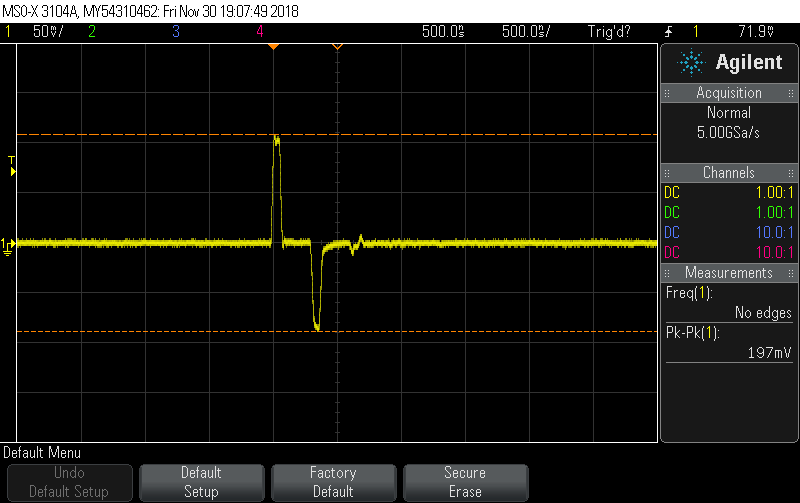 MSO-X 3104A, MY54310462: Fri Nov 30 19:07:49 2018
1 50mV/ 2 3 4 500.0ns 500.0ns/ Trig'd? 1 71.9mV
Agilent
Acquisition
Normal
5.00GSa/s
Channels
DC 1.00:1
DC 1.00:1
DC 10.0:1
DC 10.0:1
Measurements
Freq(1):
No edges
Pk-Pk(1):
197mV
T
1
Default Menu
Undo
Default Setup
Default
Setup
Factory
Default
Secure
Erase